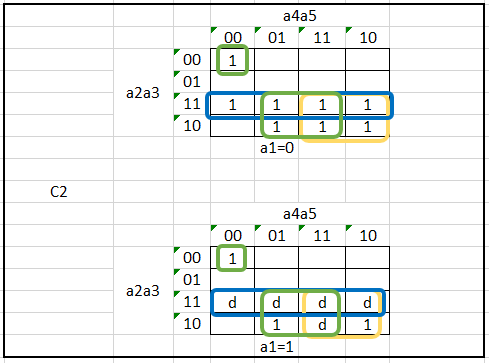 a4a5
00 01 11 10
00 1
01
a2a3
11 1 1 1 1
10 1 1 1
a1=0
C2
a4a5
00 01 11 10
00 1
01
a2a3
11 d d d d
10 1 d 1
a1=1